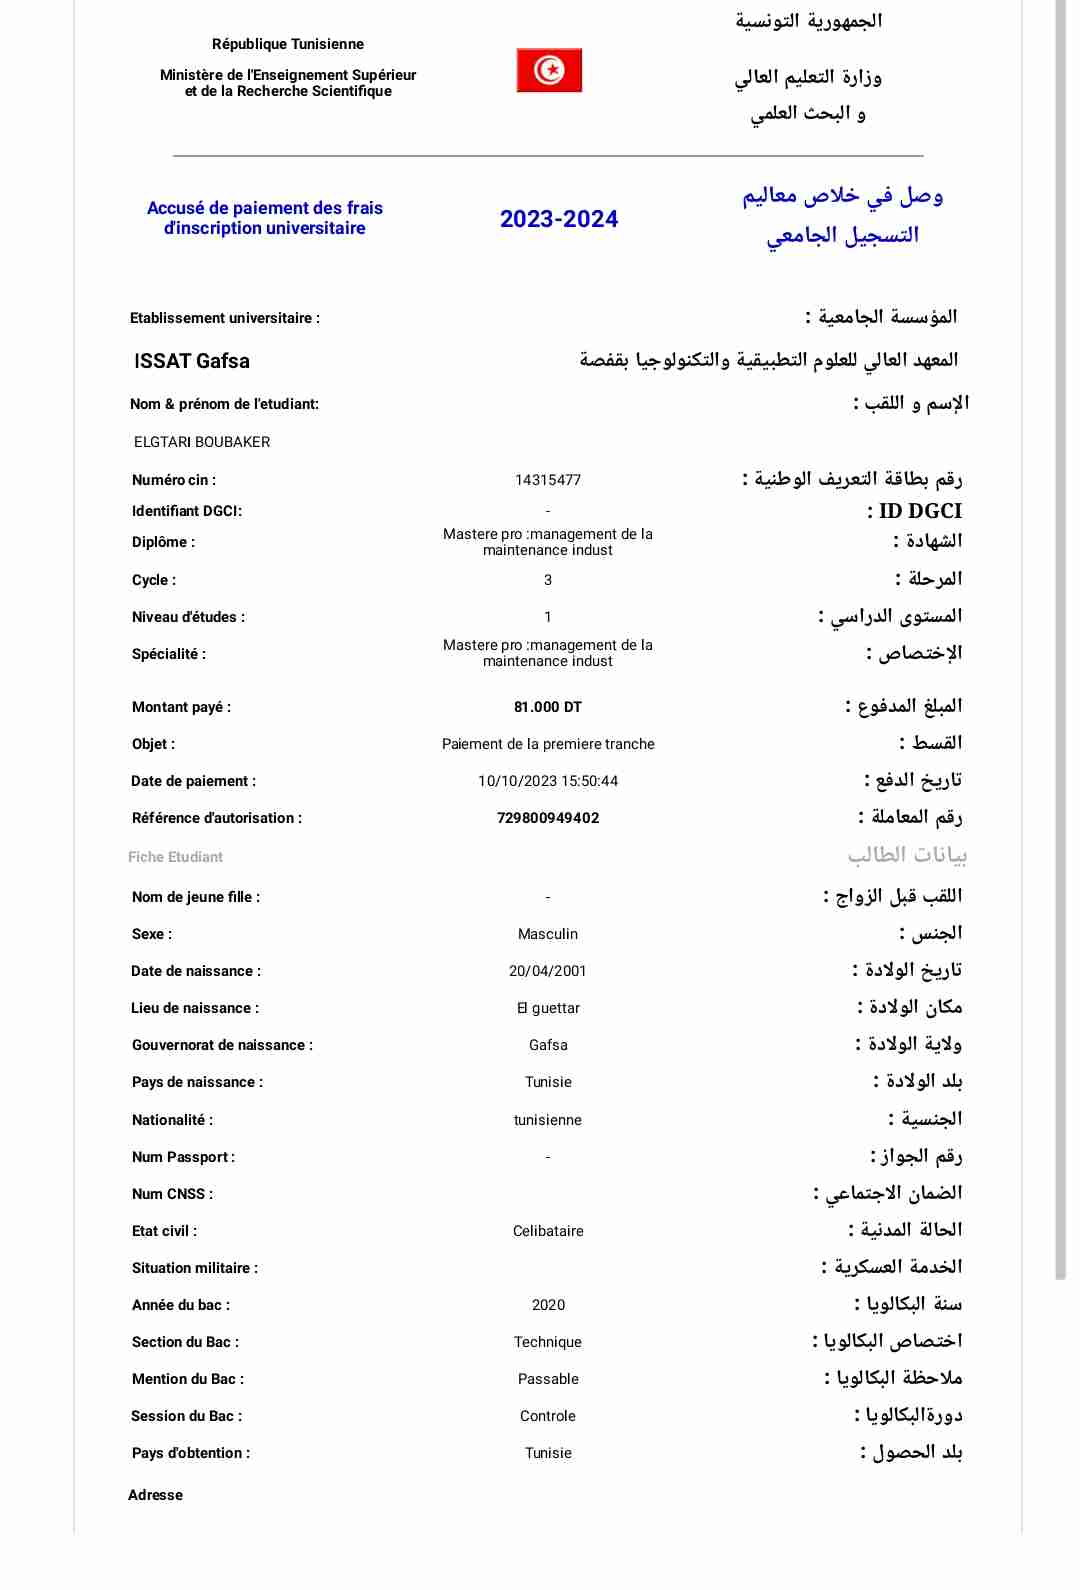 الجمهورية التونسية
République Tunisienne
وزارة التعليم العالي
Ministère de l'Enseignement Supérieur
et de la Recherche Scientifique
و البحث العلمي
وصل في خلاص معاليم
Accusé de paiement des frais
d'inscription universitaire
2023-2024
التسجيل الجامعي
Etablissement universitaire : المؤسسة الجامعية :
ISSAT Gafsa المعهد العالي للعلوم التطبيقية والتكنولوجيا بقفصة
Nom & prénom de l'etudiant: الإسم و اللقب :
ELGTARI BOUBAKER
Numéro cin : 14315477 رقم بطاقة التعريف الوطنية :
Identifiant DGCI: - ID DGCI :
Diplôme : Mastere pro :management de la
maintenance indust الشهادة :
Cycle : 3 المرحلة :
Niveau d'études : 1 المستوى الدراسي :
Spécialité : Mastere pro :management de la
maintenance indust الإختصاص :
Montant payé : 81.000 DT المبلغ المدفوع :
Objet : Paiement de la premiere tranche القسط :
Date de paiement : 10/10/2023 15:50:44 تاريخ الدفع :
Référence d'autorisation : 729800949402 رقم المعاملة :
Fiche Etudiant بيانات الطالب
Nom de jeune fille : - اللقب قبل الزواج :
Sexe : Masculin الجنس :
Date de naissance : 20/04/2001 تاريخ الولادة :
Lieu de naissance : El guettar مكان الولادة :
Gouvernorat de naissance : Gafsa ولاية الولادة :
Pays de naissance : Tunisie بلد الولادة :
Nationalité : tunisienne الجنسية :
Num Passport : - رقم الجواز :
Num CNSS : الضمان الاجتماعي :
Etat civil : Celibataire الحالة المدنية :
Situation militaire : الخدمة العسكرية :
Année du bac : 2020 سنة البكالويا :
Section du Bac : Technique اختصاص البكالويا :
Mention du Bac : Passable ملاحظة البكالويا :
Session du Bac : Controle دورةالبكالويا :
Pays d'obtention : Tunisie بلد الحصول :
Adresse